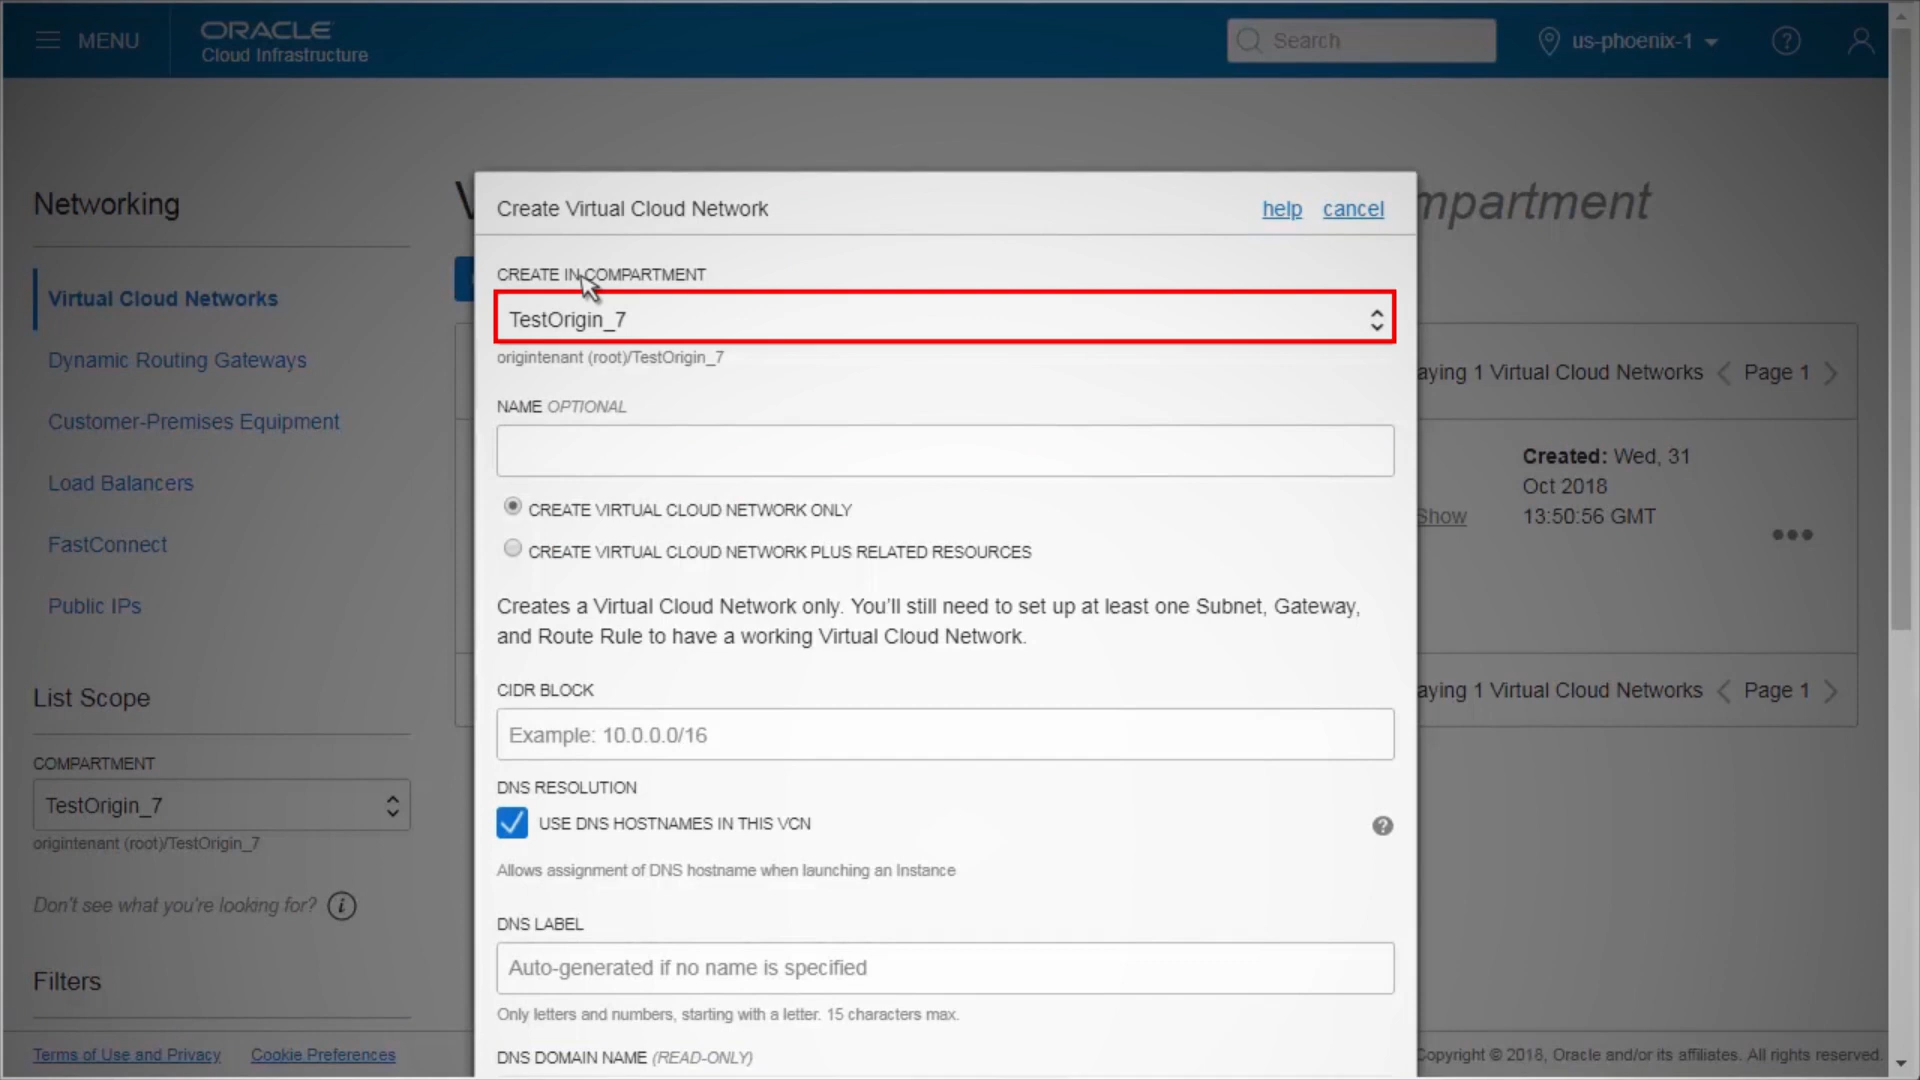 MENU
ORACLE
Cloud Infrastructure
Search
us-phoenix-1
Networking
Virtual Cloud Networks
Dynamic Routing Gateways
Customer-Premises Equipment
Load Balancers
FastConnect
Public IPs
List Scope
COMPARTMENT
TestOrigin_7
origintenant (root)/TestOrigin_7
Don't see what you're looking for?
Filters
Terms of Use and Privacy Cookie Preferences
V
mpartment
Create Virtual Cloud Network
help cancel
CREATE IN COMPARTMENT
TestOrigin_7
origintenant (root)/TestOrigin_7
NAME OPTIONAL
CREATE VIRTUAL CLOUD NETWORK ONLY
CREATE VIRTUAL CLOUD NETWORK PLUS RELATED RESOURCES
Creates a Virtual Cloud Network only. You'll still need to set up at least one Subnet, Gateway,
and Route Rule to have a working Virtual Cloud Network.
CIDR BLOCK
Example: 10.0.0.0/16
DNS RESOLUTION
USE DNS HOSTNAMES IN THIS VCN
Allows assignment of DNS hostname when launching an Instance
DNS LABEL
Auto-generated if no name is specified
Only letters and numbers, starting with a letter. 15 characters max.
DNS DOMAIN NAME (READ-ONLY)
aying 1 Virtual Cloud Networks Page 1
Created: Wed, 31
Oct 2018
13:50:56 GMT
Show
aying 1 Virtual Cloud Networks Page 1
Copyright © 2018, Oracle and/or its affiliates. All rights reserved.